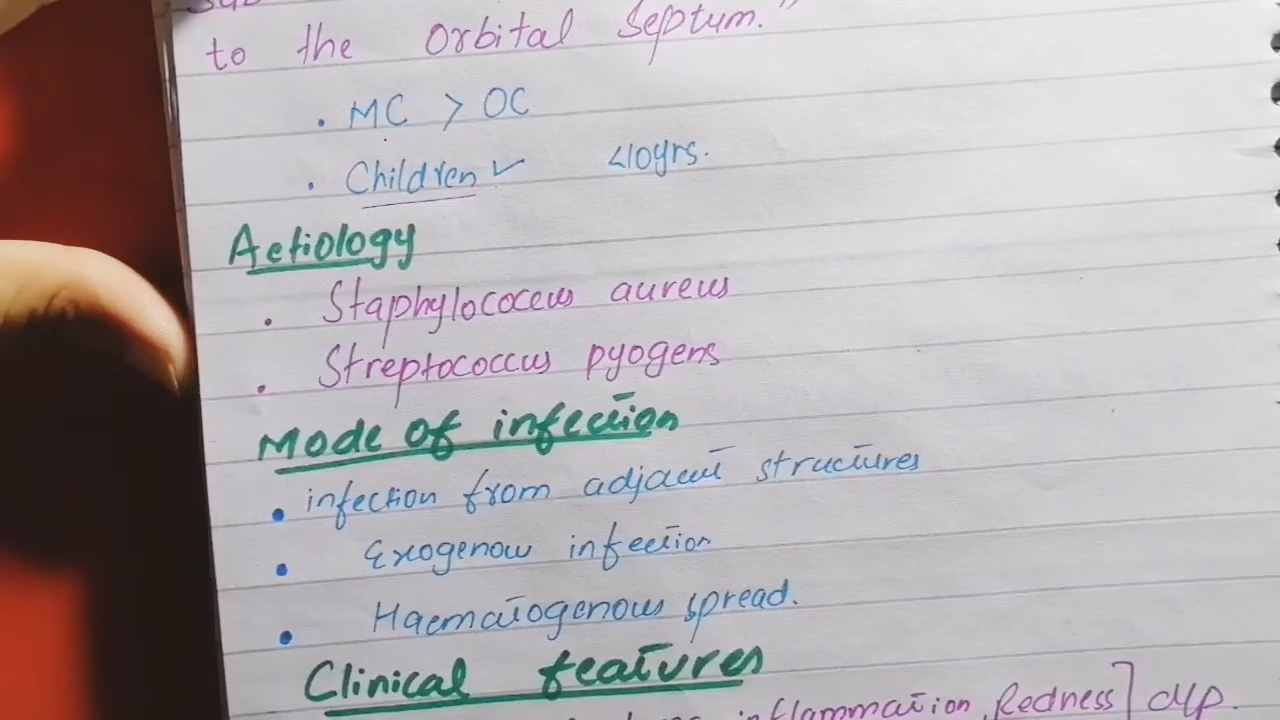 to the Orbital Septum."
. MC > OC
. Children ✓ <10yrs.
Aetiology
. Staphylococcus aureus
. Streptococcus pyogens
Mode of infection
• infection from adjacent structures
• Exogenous infection
• Haematogenous spread.
Clinical features
inflammation, Redness]